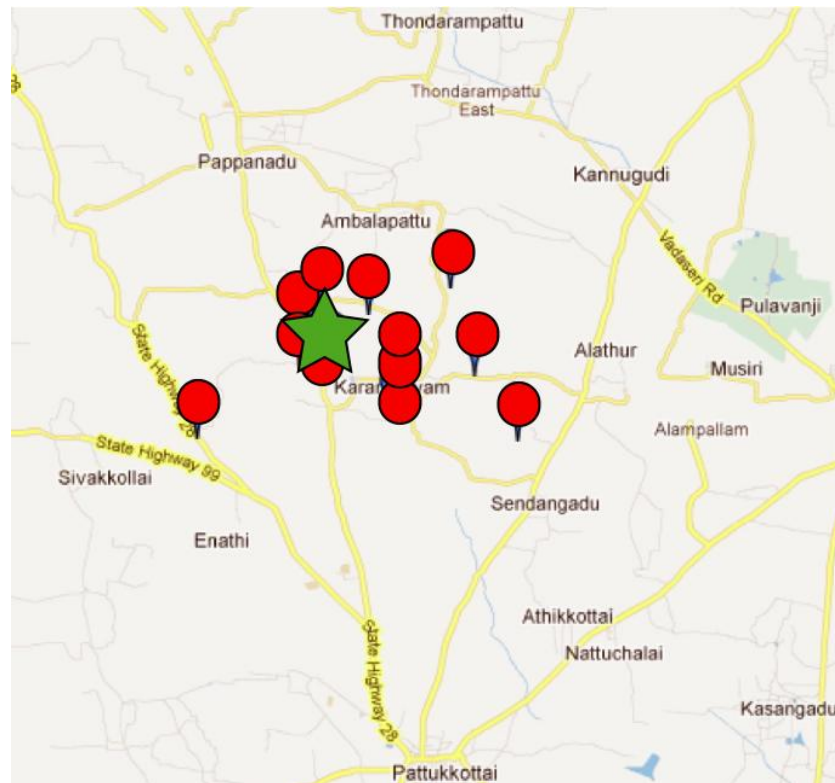 Thondarampattu
Thondarampattu
East
Pappanadu
Kannugudi
Ambalapattu
Vadaseri Rd
Pulavanji
State Highway 28
Alathur
Musiri
Alampallam
State Highway 99
Sivakkollai
Sendangadu
Enathi
Athikkottai
Nattuchalai
State Highway 28
Kasangadu
Pattukkottai